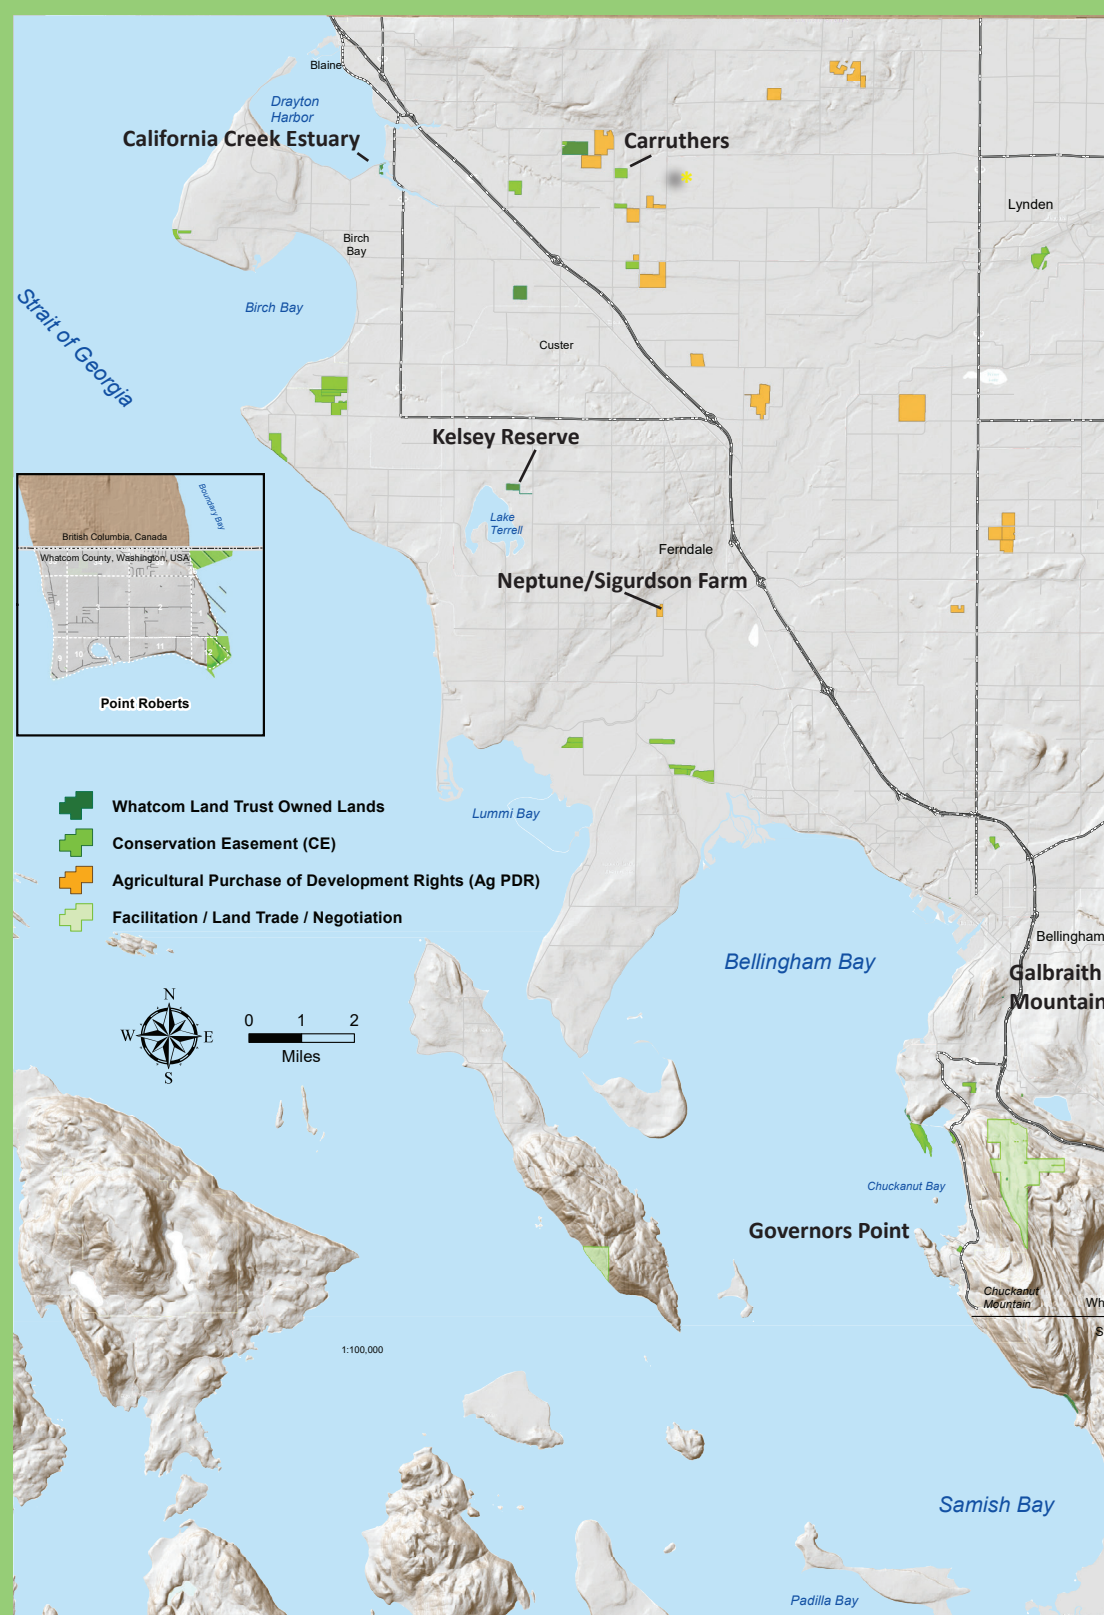 Blaine
Drayton
Harbor
California Creek Estuary
Carruthers
Lynden
Birch
Bay
Birch Bay
Strait of Georgia
Custer
Kelsey Reserve
Lake
Terrell
Boundary Bay
British Columbia, Canada
Whatcom County, Washington, USA
Ferndale
Neptune/Sigurdson Farm
11
10
9
Point Roberts
Whatcom Land Trust Owned Lands
Conservation Easement (CE)
Agricultural Purchase of Development Rights (Ag PDR)
Facilitation / Land Trade / Negotiation
Lummi Bay
Bellingham
Bellingham Bay
Galbraith
Mountain
N
W E
S
0 1 2
Miles
Chuckanut Bay
Governors Point
Chuckanut
Mountain
Wh
S
1:100,000
Samish Bay
Padilla Bay